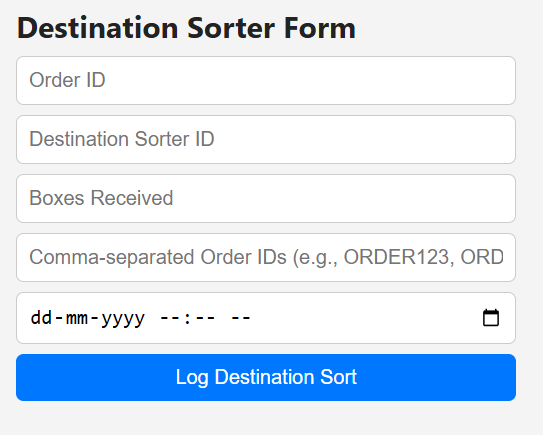 Destination Sorter Form
Order ID
Destination Sorter ID
Boxes Received
Comma-separated Order IDs (e.g., ORDER123, ORD
dd-mm-yyyy --:-- --
Log Destination Sort